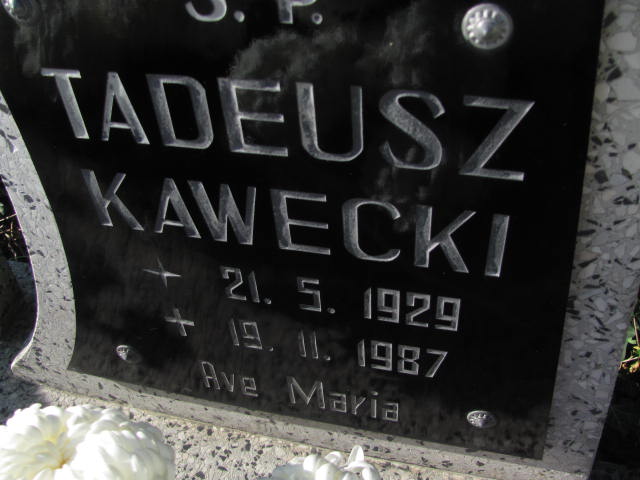 Ś. P.
TADEUSZ
KAWECKI
21. 5. 1929
+ 19. 11. 1987
Ave Maria